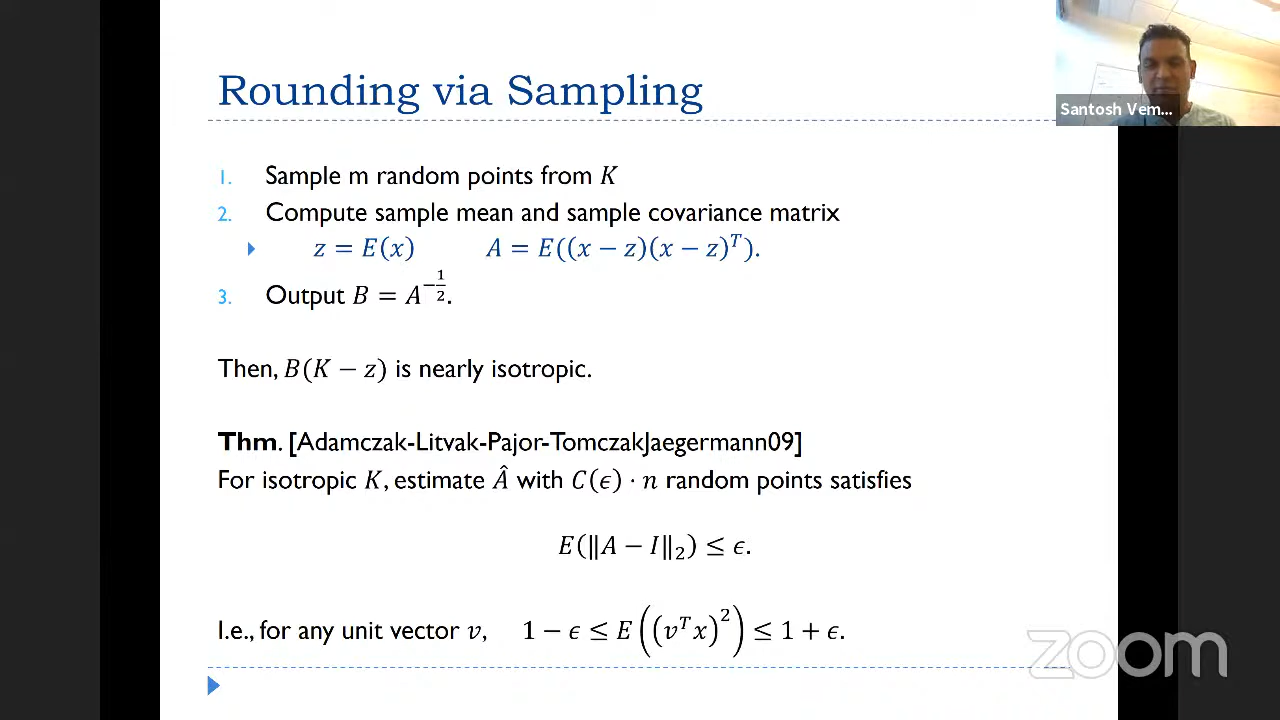 Rounding via Sampling
Santosh Vem...
1. Sample m random points from K
2. Compute sample mean and sample covariance matrix
z = E(x) A = E((x − z)(x − z)^T).
3. Output B = A^{−1/2}.
Then, B(K − z) is nearly isotropic.
Thm. [Adamczak-Litvak-Pajor-TomczakJaegermann09]
For isotropic K, estimate Â with C(ϵ) · n random points satisfies
E(‖A − I‖₂) ≤ ϵ.
I.e., for any unit vector v, 1 − ϵ ≤ E((v^T x)^2) ≤ 1 + ϵ.
zoom